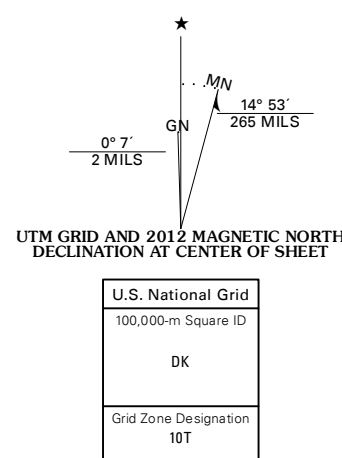 ★
MN
GN
14° 53´
265 MILS
0° 7´
2 MILS
UTM GRID AND 2012 MAGNETIC NORTH
DECLINATION AT CENTER OF SHEET
U.S. National Grid
100,000-m Square ID
DK
Grid Zone Designation
10T